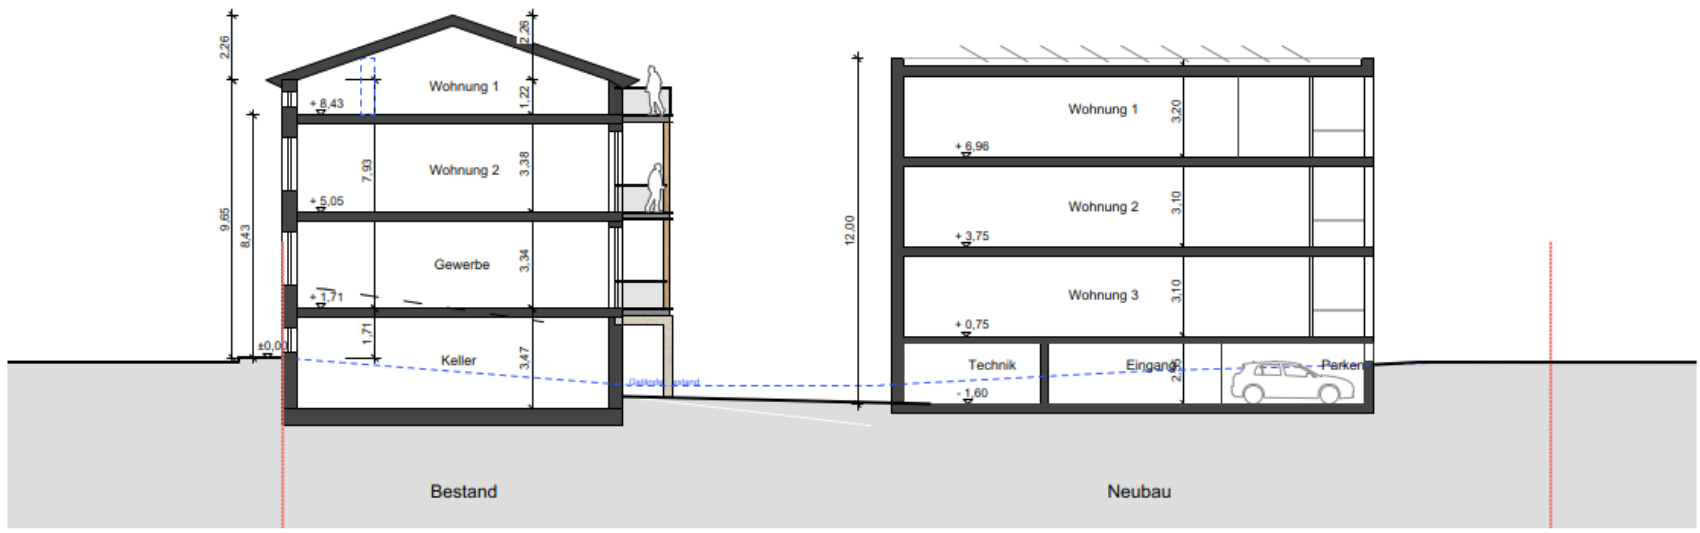 2,26
2,26
Wohnung 1
+ 8,43
1,22
Wohnung 2
7,93
3,38
+ 5,05
9,65
8,43
Gewerbe
3,34
+ 1,71
1,71
±0,00
Keller
3,47
Bestand
12,00
Wohnung 1
3,20
+ 6,96
Wohnung 2
3,10
+ 3,75
Wohnung 3
3,10
+ 0,75
Technik
Eingang
Parken
- 1,60
Neubau